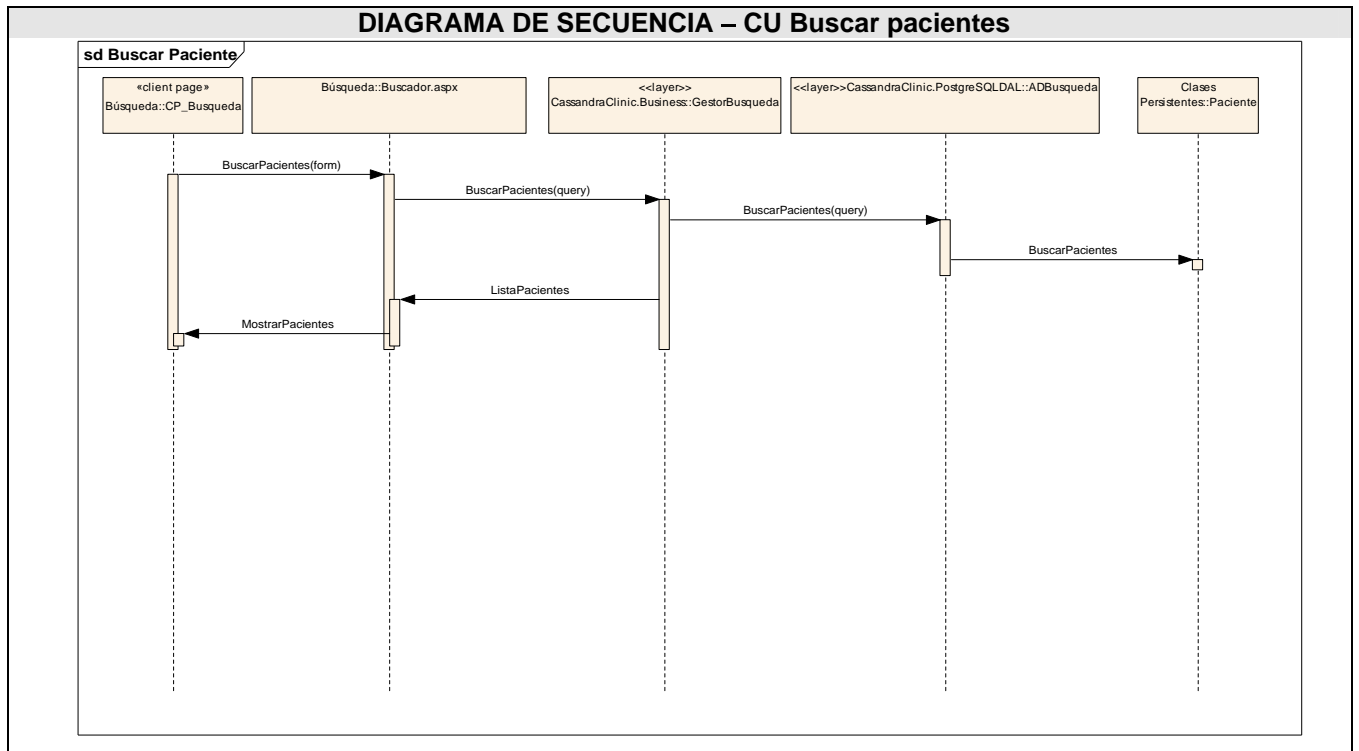 DIAGRAMA DE SECUENCIA – CU Buscar pacientes
sd Buscar Paciente
«client page»
Búsqueda::CP_Busqueda
Búsqueda::Buscador.aspx
<<layer>>
CassandraClinic.Business::GestorBusqueda
<<layer>>CassandraClinic.PostgreSQLDAL::ADBusqueda
Clases
Persistentes::Paciente
BuscarPacientes(form)
BuscarPacientes(query)
BuscarPacientes(query)
BuscarPacientes
ListaPacientes
MostrarPacientes